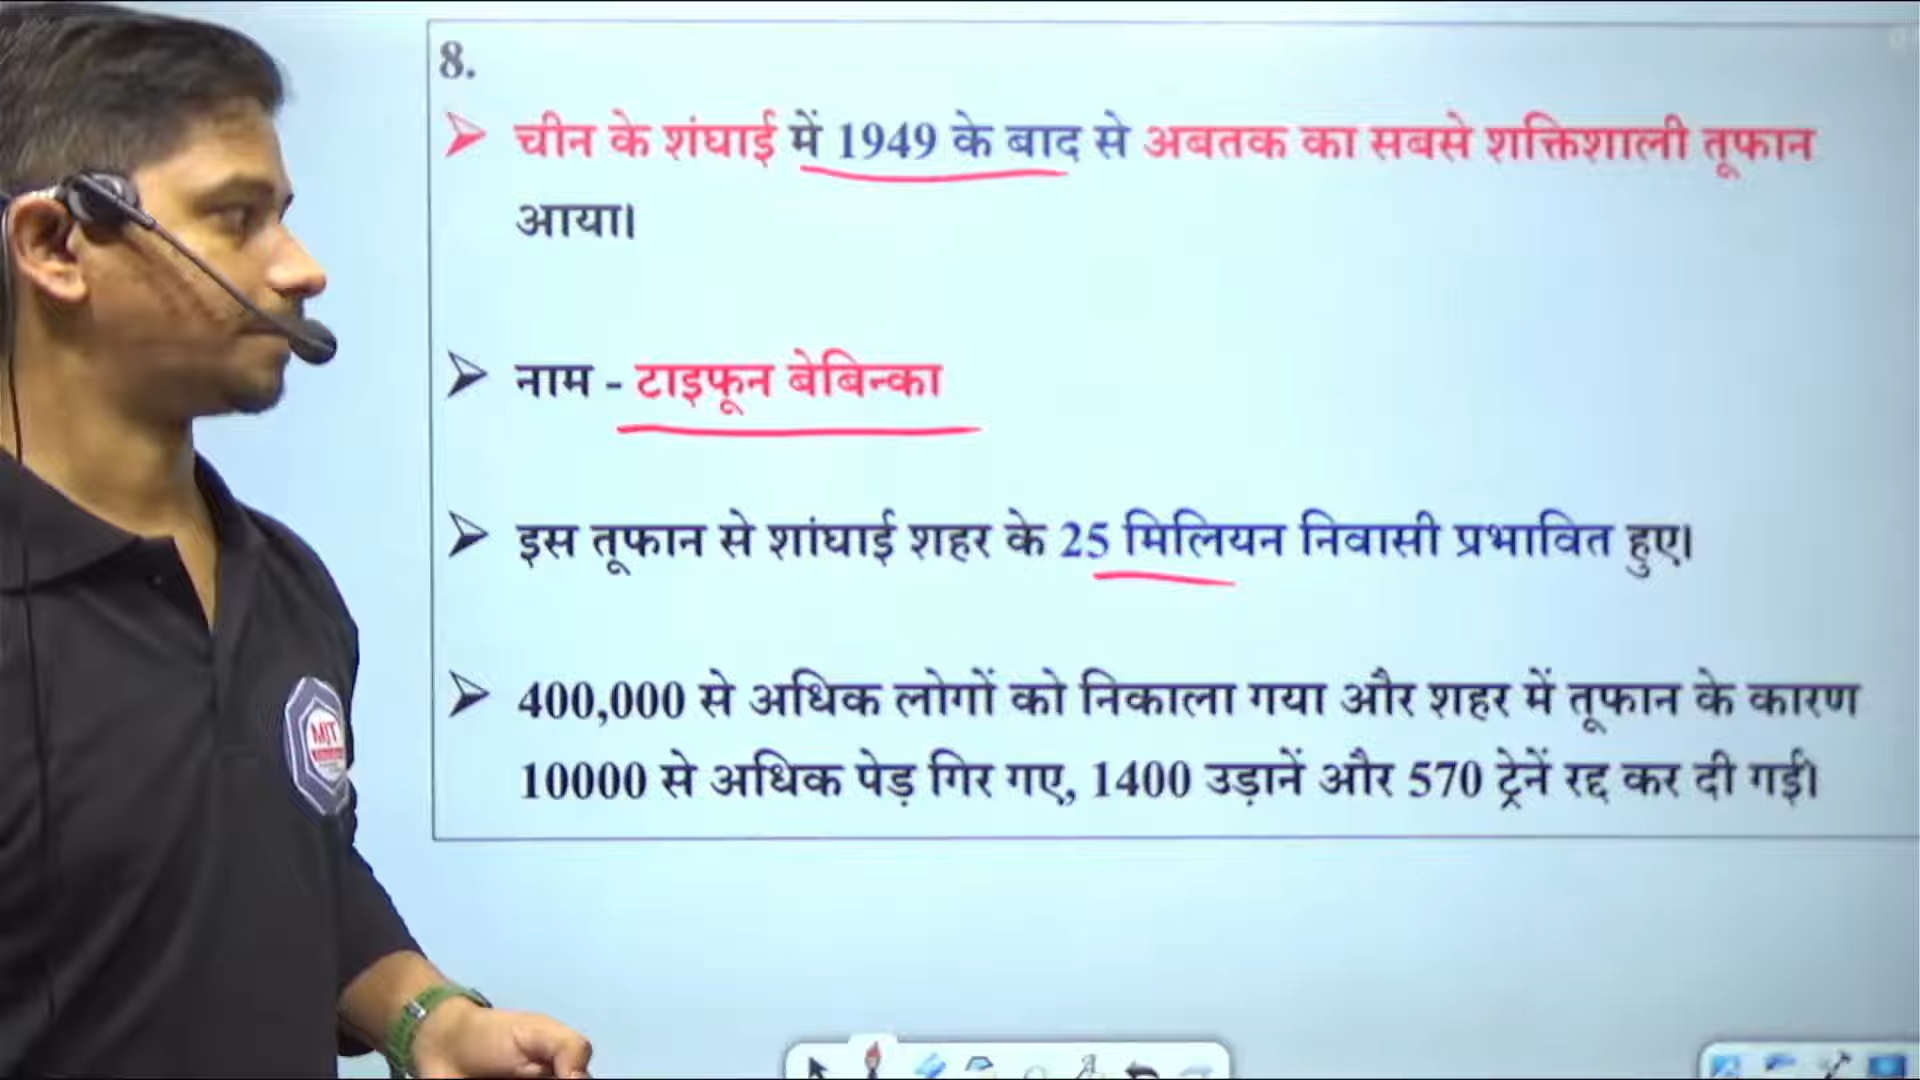 8.
➢ चीन के शंघाई में 1949 के बाद से अबतक का सबसे शक्तिशाली तूफान
आया।
➢ नाम - टाइफून बेबिन्का
➢ इस तूफान से शांघाई शहर के 25 मिलियन निवासी प्रभावित हुए।
➢ 400,000 से अधिक लोगों को निकाला गया और शहर में तूफान के कारण
10000 से अधिक पेड़ गिर गए, 1400 उड़ानें और 570 ट्रेनें रद्द कर दी गई।
MJT